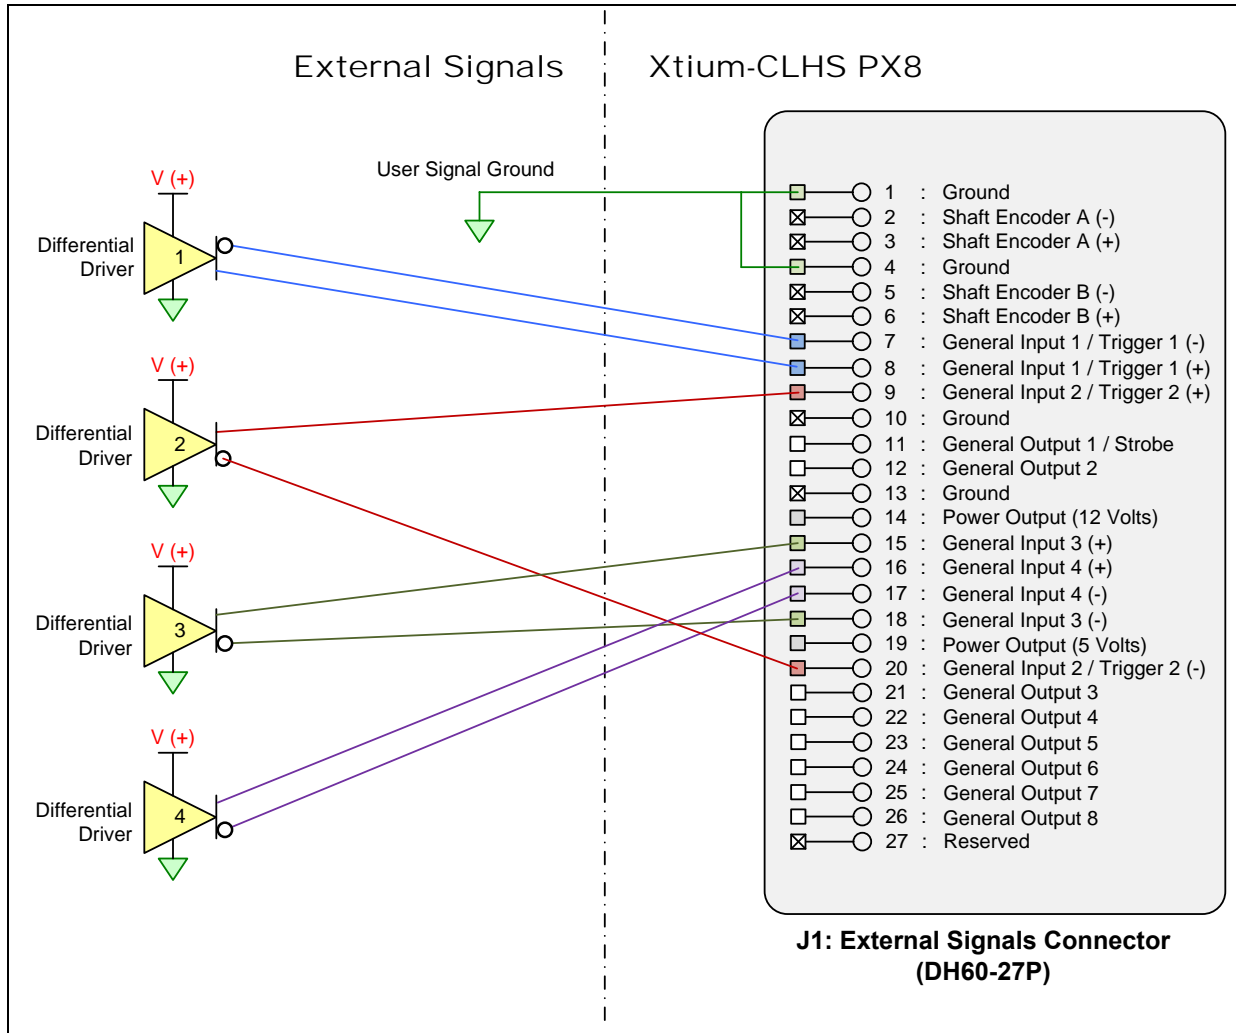 External Signals
Xtium-CLHS PX8
User Signal Ground
V (+)
Differential
Driver
1
V (+)
Differential
Driver
2
V (+)
Differential
Driver
3
V (+)
Differential
Driver
4
1 : Ground
2 : Shaft Encoder A (-)
3 : Shaft Encoder A (+)
4 : Ground
5 : Shaft Encoder B (-)
6 : Shaft Encoder B (+)
7 : General Input 1 / Trigger 1 (-)
8 : General Input 1 / Trigger 1 (+)
9 : General Input 2 / Trigger 2 (+)
10 : Ground
11 : General Output 1 / Strobe
12 : General Output 2
13 : Ground
14 : Power Output (12 Volts)
15 : General Input 3 (+)
16 : General Input 4 (+)
17 : General Input 4 (-)
18 : General Input 3 (-)
19 : Power Output (5 Volts)
20 : General Input 2 / Trigger 2 (-)
21 : General Output 3
22 : General Output 4
23 : General Output 5
24 : General Output 6
25 : General Output 7
26 : General Output 8
27 : Reserved
J1: External Signals Connector
(DH60-27P)